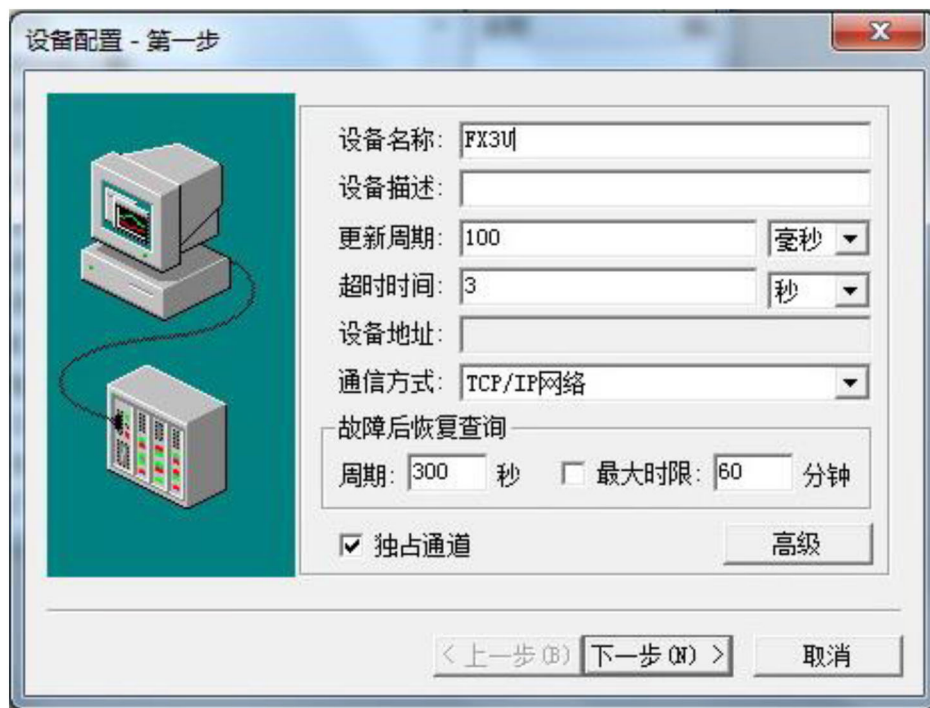 设备配置 - 第一步
设备名称: FX3U
设备描述:
更新周期: 100 毫秒
超时时间: 3 秒
设备地址:
通信方式: TCP/IP网络
故障后恢复查询
周期: 300 秒 最大时限: 60 分钟
独占通道 高级
< 上一步(B) 下一步(N) > 取消